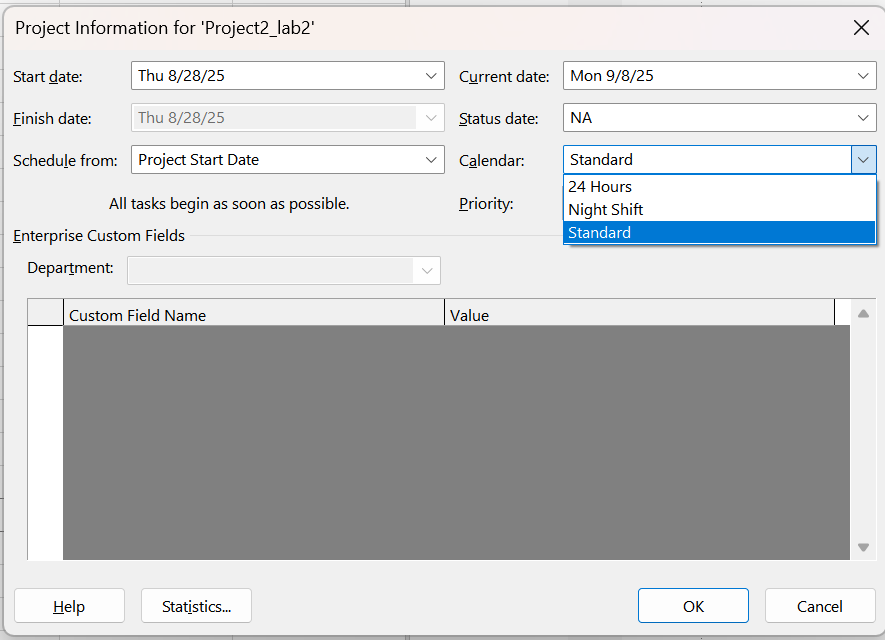 Project Information for 'Project2_lab2'
Start date: Thu 8/28/25 Current date: Mon 9/8/25
Finish date: Thu 8/28/25 Status date: NA
Schedule from: Project Start Date Calendar: Standard
24 Hours
All tasks begin as soon as possible. Priority: Night Shift
Standard
Enterprise Custom Fields
Department:
Custom Field Name Value
Help Statistics... OK Cancel